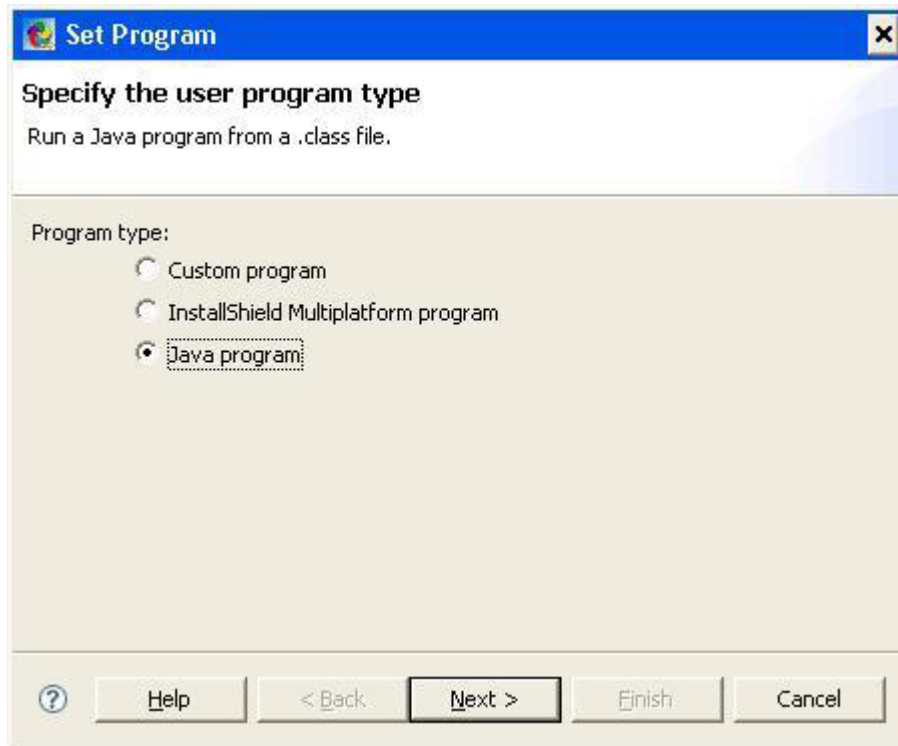 Set Program
Specify the user program type
Run a Java program from a .class file.
Program type:
Custom program
InstallShield Multiplatform program
Java program
? Help < Back Next > Finish Cancel